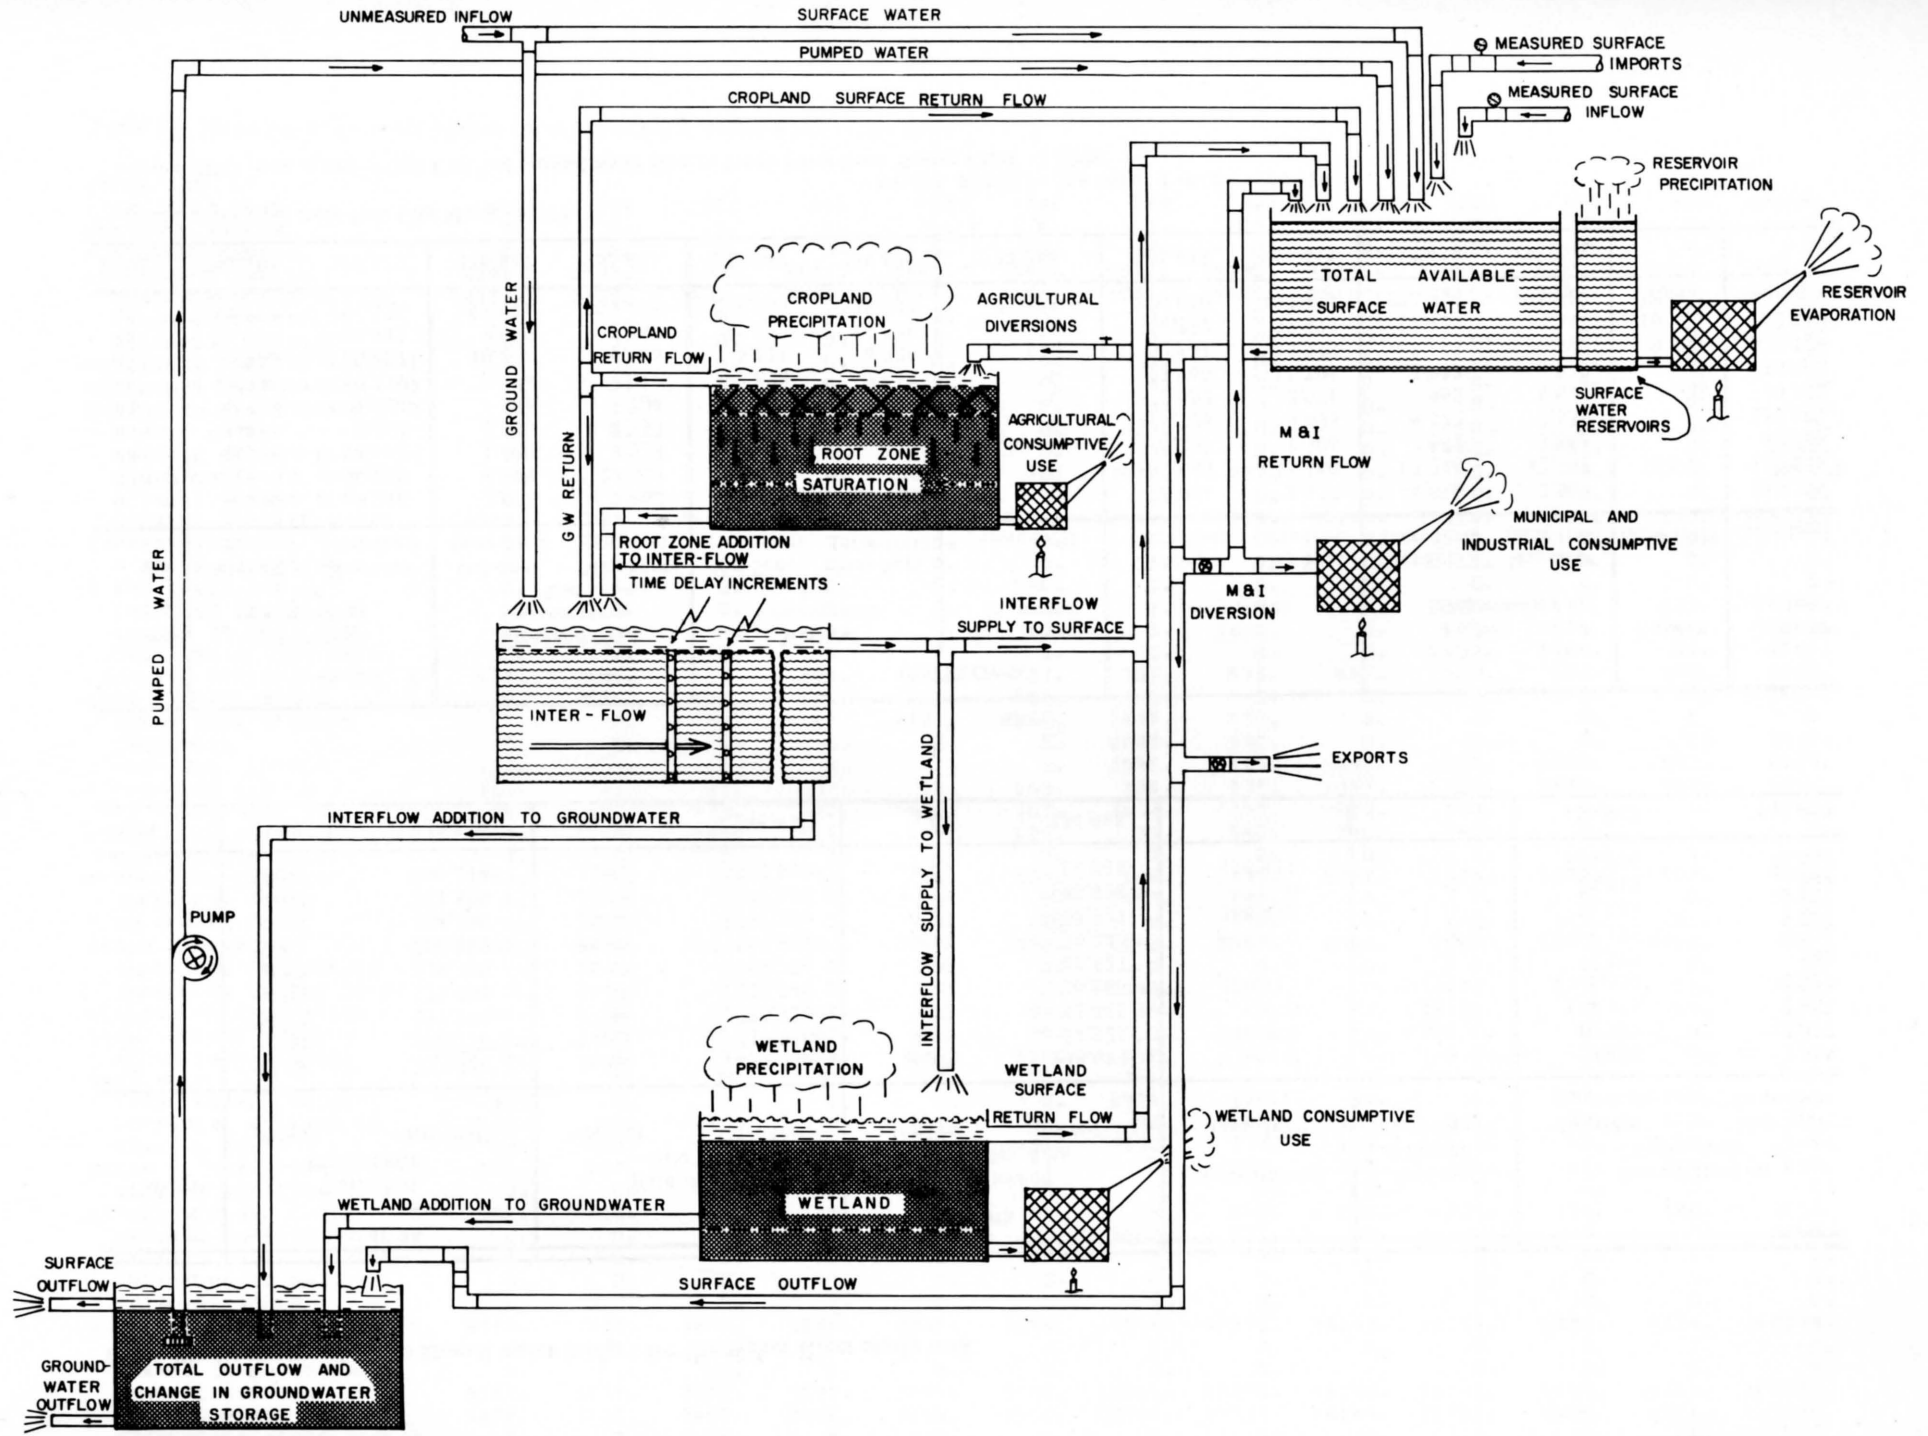 UNMEASURED INFLOW
SURFACE WATER
PUMPED WATER
MEASURED SURFACE
IMPORTS
MEASURED SURFACE
INFLOW
CROPLAND SURFACE RETURN FLOW
RESERVOIR
PRECIPITATION
TOTAL AVAILABLE
SURFACE WATER
RESERVOIR
EVAPORATION
SURFACE
WATER
RESERVOIRS
GROUND WATER
CROPLAND
PRECIPITATION
AGRICULTURAL
DIVERSIONS
CROPLAND
RETURN FLOW
G W RETURN
ROOT ZONE
SATURATION
AGRICULTURAL
CONSUMPTIVE
USE
M & I
RETURN FLOW
MUNICIPAL AND
INDUSTRIAL CONSUMPTIVE
USE
M & I
DIVERSION
ROOT ZONE ADDITION
TO INTER-FLOW
TIME DELAY INCREMENTS
INTERFLOW
SUPPLY TO SURFACE
PUMPED WATER
INTER - FLOW
INTERFLOW SUPPLY TO WETLAND
EXPORTS
INTERFLOW ADDITION TO GROUNDWATER
PUMP
WETLAND
PRECIPITATION
WETLAND
SURFACE
RETURN FLOW
WETLAND CONSUMPTIVE
USE
WETLAND
WETLAND ADDITION TO GROUNDWATER
SURFACE OUTFLOW
SURFACE
OUTFLOW
GROUND-
WATER
OUTFLOW
TOTAL OUTFLOW AND
CHANGE IN GROUNDWATER
STORAGE